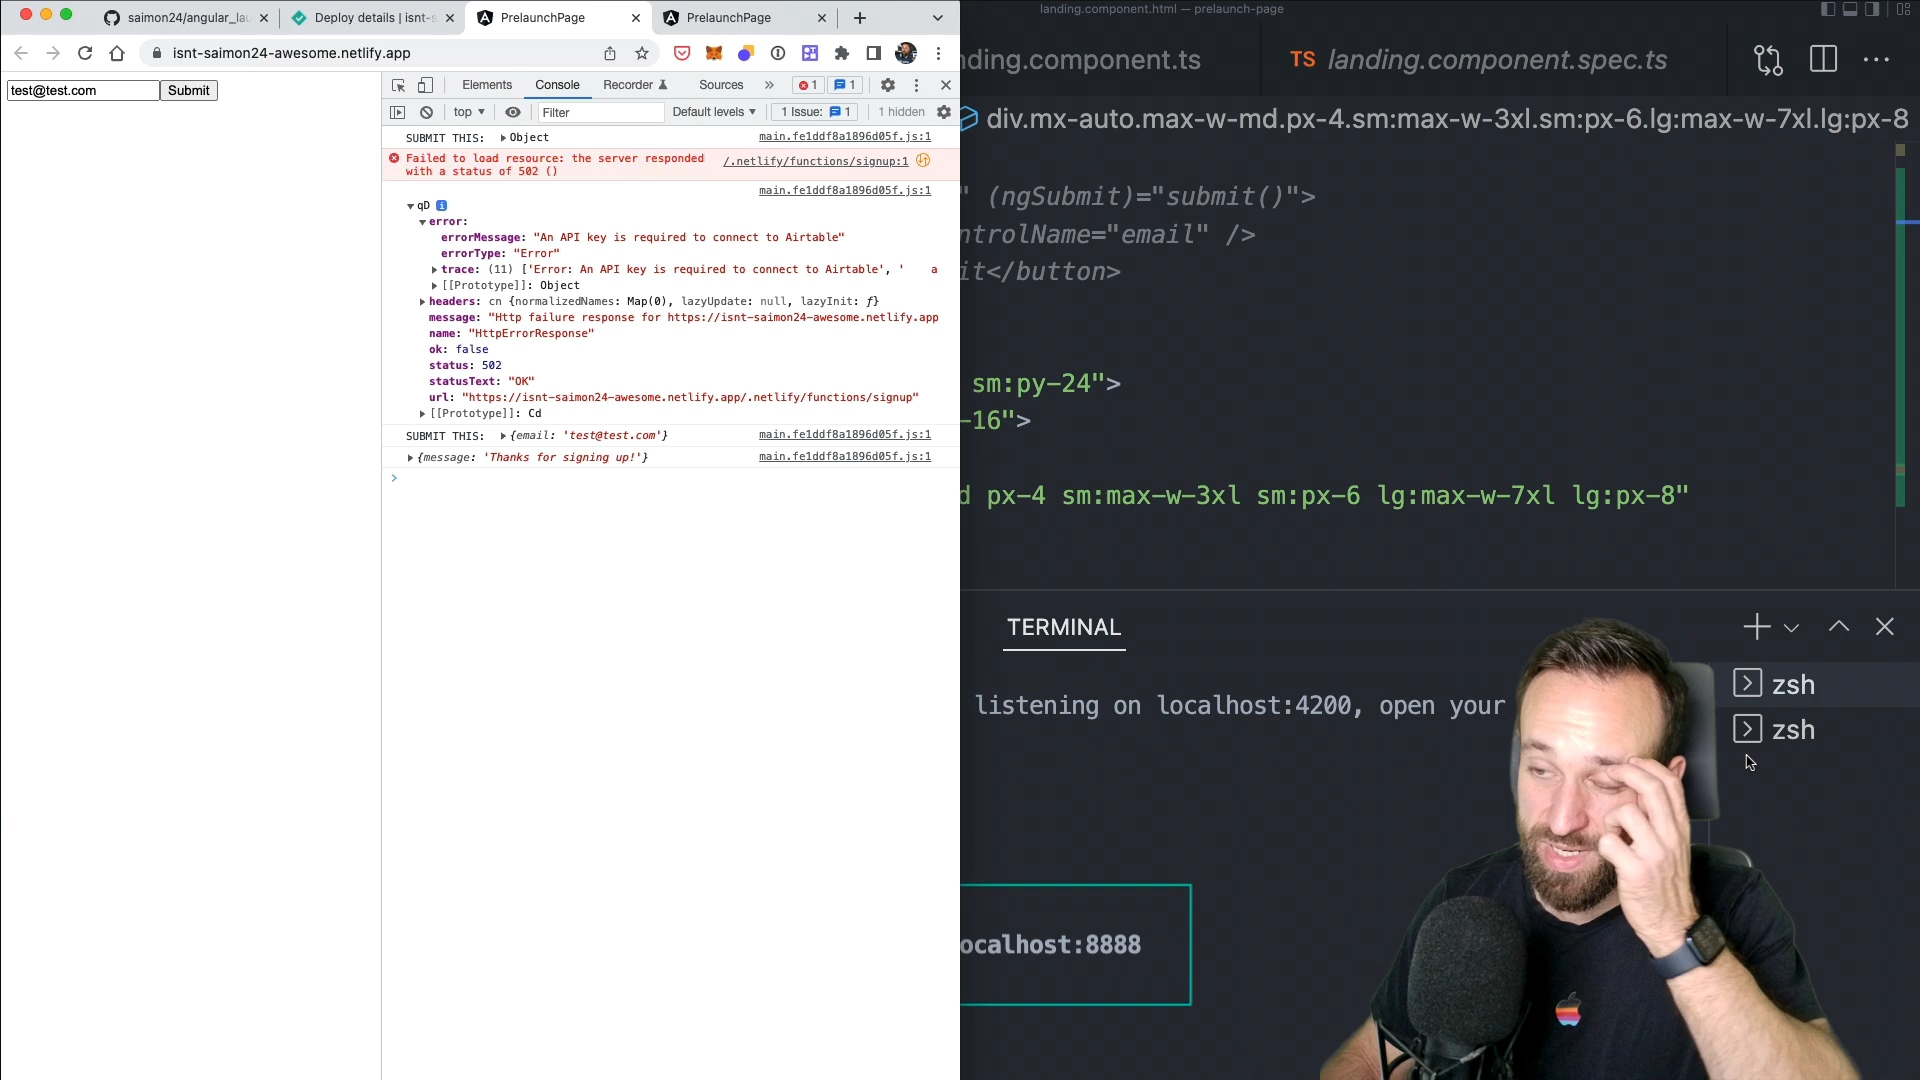 saimon24/angular_lau
Deploy details | isnt-s
PrelaunchPage
PrelaunchPage
isnt-saimon24-awesome.netlify.app
test@test.com
Submit
Elements
Console
Recorder
Sources
1
1
top
Filter
Default levels
1 Issue:
1
1 hidden
SUBMIT THIS: Object
main.fe1ddf8a1896d05f.js:1
Failed to load resource: the server responded
with a status of 502 ()
/.netlify/functions/signup:1
main.fe1ddf8a1896d05f.js:1
qD
error:
errorMessage: "An API key is required to connect to Airtable"
errorType: "Error"
trace: (11) ['Error: An API key is required to connect to Airtable', ' a
[[Prototype]]: Object
headers: cn {normalizedNames: Map(0), lazyUpdate: null, lazyInit: ƒ}
message: "Http failure response for https://isnt-saimon24-awesome.netlify.app
name: "HttpErrorResponse"
ok: false
status: 502
statusText: "OK"
url: "https://isnt-saimon24-awesome.netlify.app/.netlify/functions/signup"
[[Prototype]]: Cd
SUBMIT THIS: {email: 'test@test.com'}
main.fe1ddf8a1896d05f.js:1
{message: 'Thanks for signing up!'}
main.fe1ddf8a1896d05f.js:1
landing.component.html — prelaunch-page
nding.component.ts
TS landing.component.spec.ts
div.mx-auto.max-w-md.px-4.sm:max-w-3xl.sm:px-6.lg:max-w-7xl.lg:px-8
" (ngSubmit)="submit()">
ntrolName="email" />
it</button>
sm:py-24">
-16">
d px-4 sm:max-w-3xl sm:px-6 lg:max-w-7xl lg:px-8"
TERMINAL
listening on localhost:4200, open your
zsh
zsh
ocalhost:8888